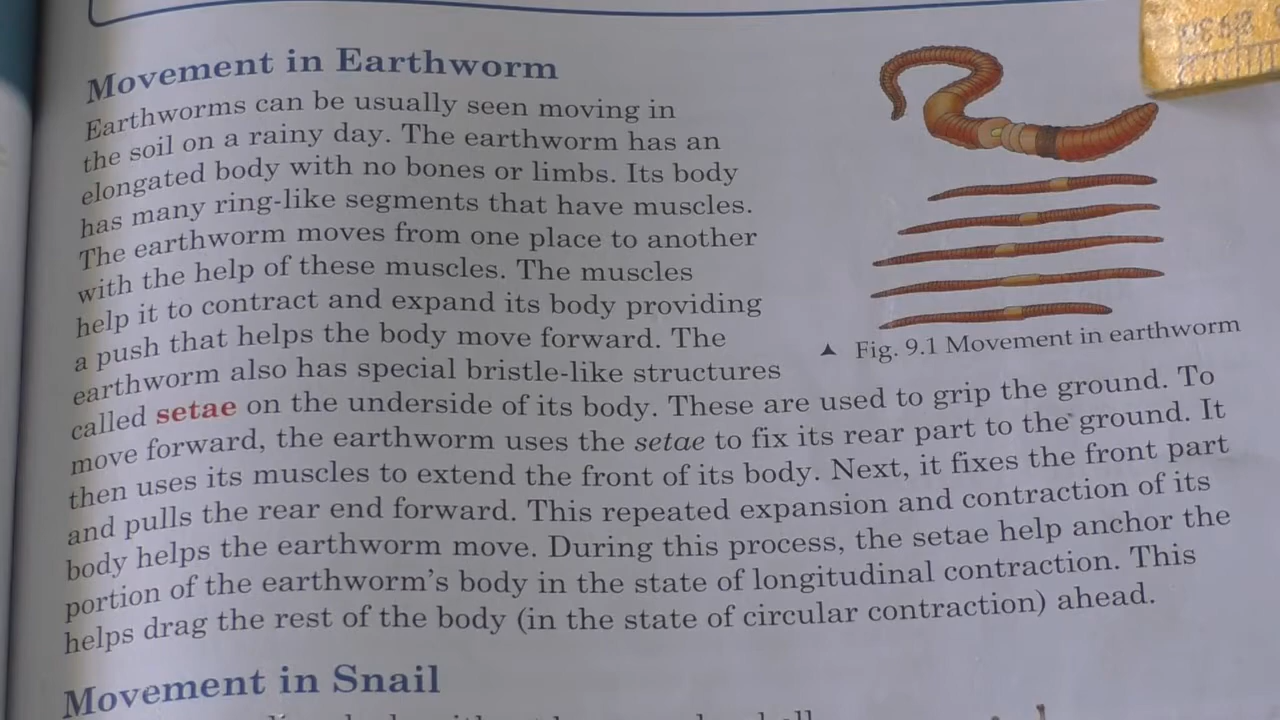 Movement in Earthworm
Earthworms can be usually seen moving in
the soil on a rainy day. The earthworm has an
elongated body with no bones or limbs. Its body
has many ring-like segments that have muscles.
The earthworm moves from one place to another
with the help of these muscles. The muscles
help it to contract and expand its body providing
a push that helps the body move forward. The
earthworm also has special bristle-like structures
called setae on the underside of its body. These are used to grip the ground. To
move forward, the earthworm uses the setae to fix its rear part to the ground. It
then uses its muscles to extend the front of its body. Next, it fixes the front part
and pulls the rear end forward. This repeated expansion and contraction of its
body helps the earthworm move. During this process, the setae help anchor the
portion of the earthworm's body in the state of longitudinal contraction. This
helps drag the rest of the body (in the state of circular contraction) ahead.
▲ Fig. 9.1 Movement in earthworm
Movement in Snail